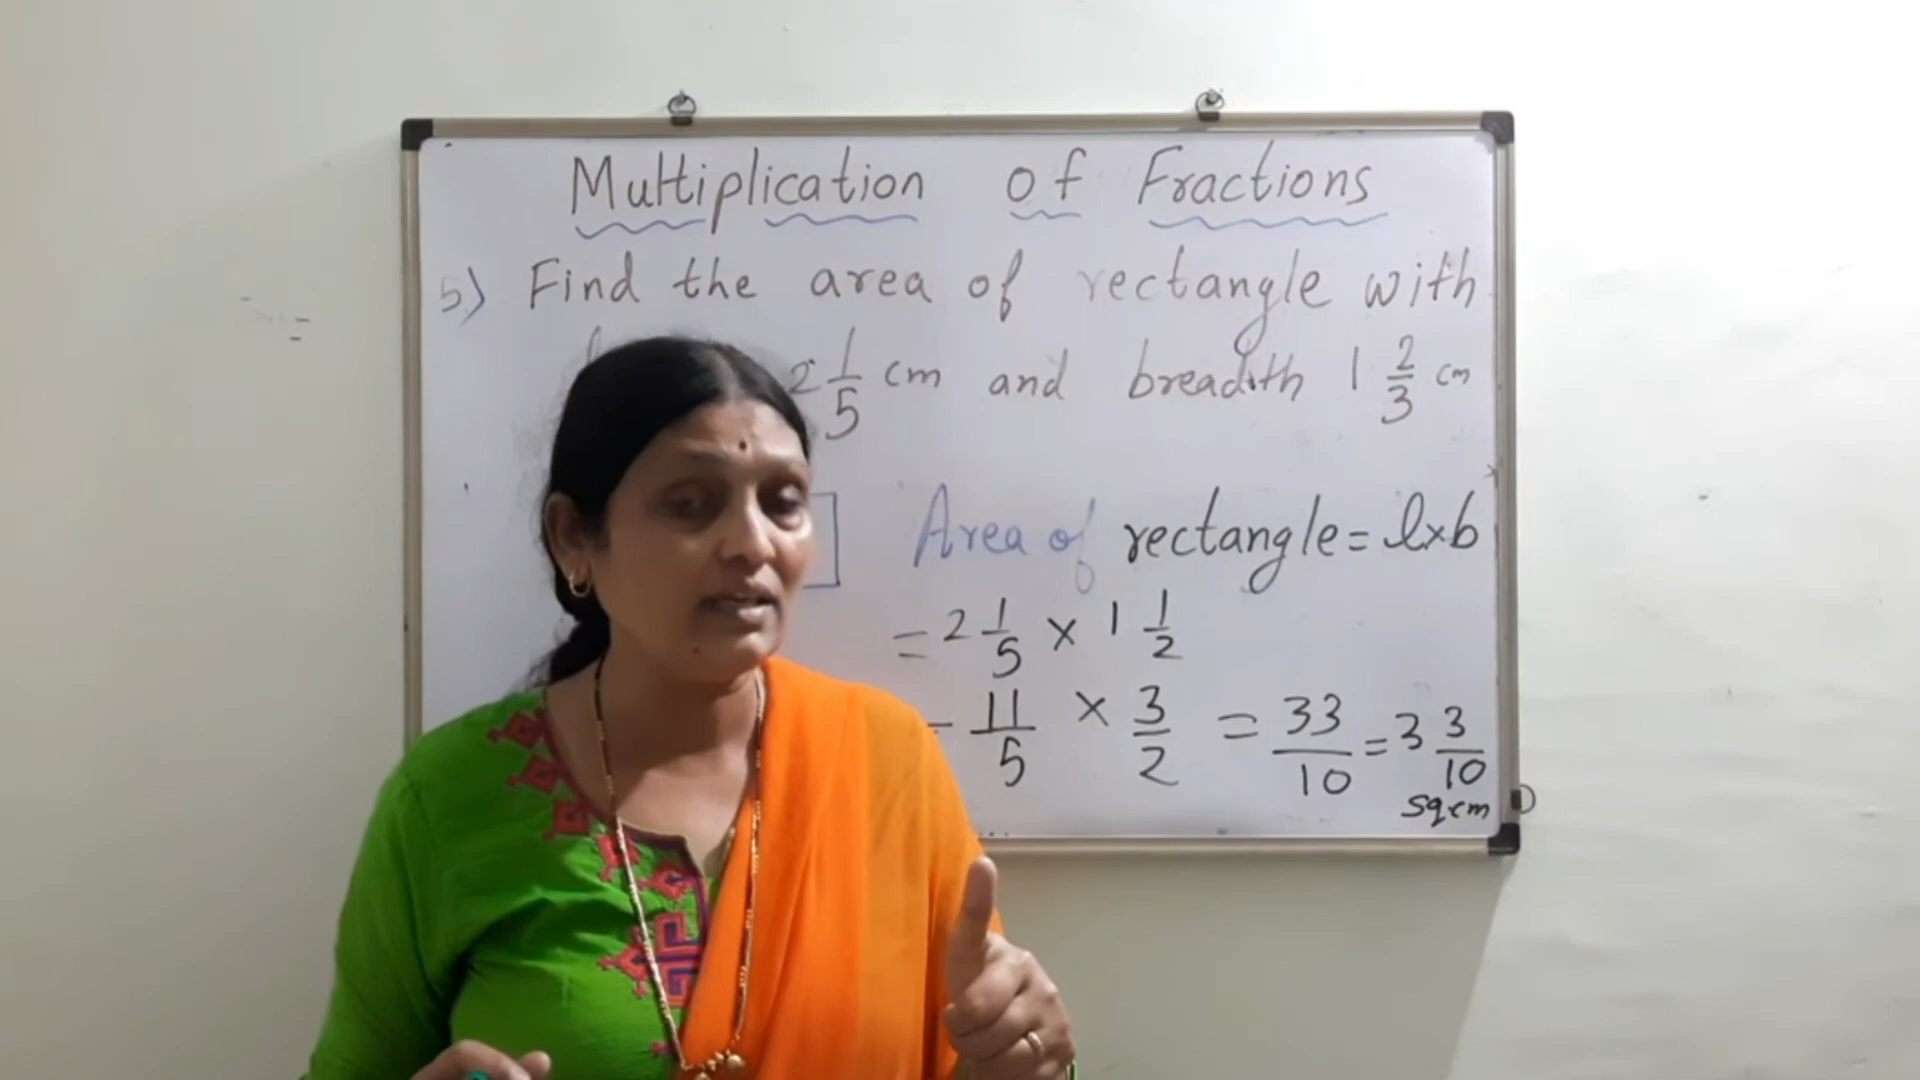 Multiplication of Fractions
5) Find the area of rectangle with
2 1/5 cm and breadth 1 2/3 cm
Area of rectangle = l x b
= 2 1/5 x 1 1/2
= 11/5 x 3/2 = 33/10 = 3 3/10
sqcm